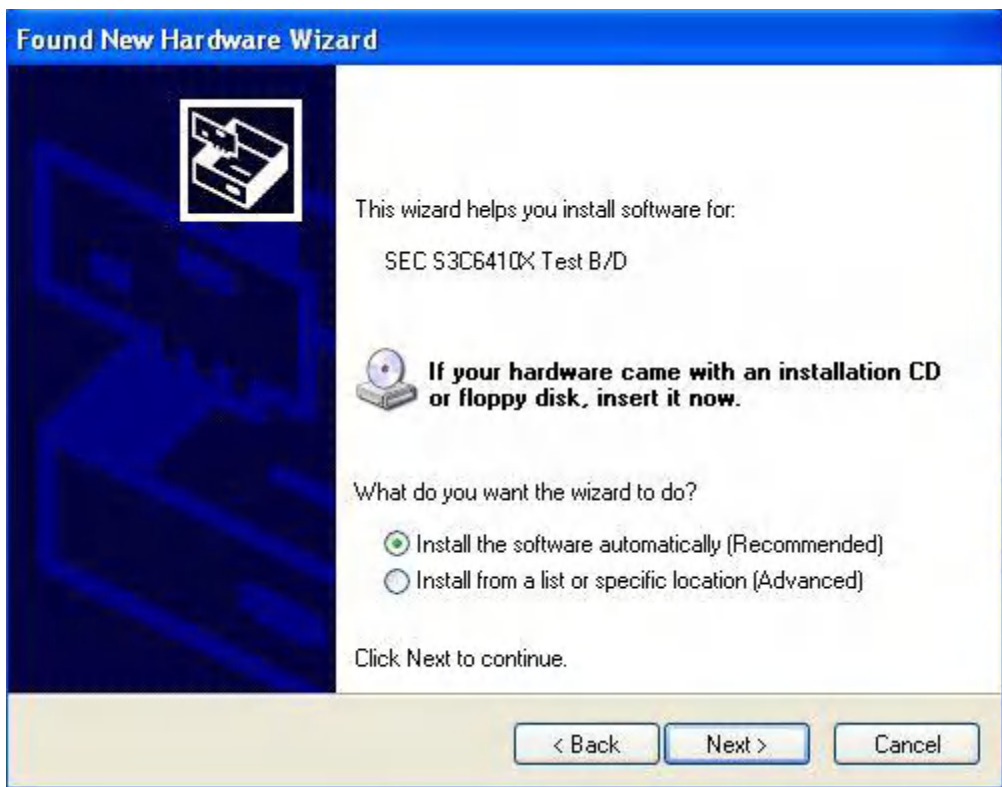 Found New Hardware Wizard
This wizard helps you install software for:
SEC S3C6410X Test B/D
If your hardware came with an installation CD
or floppy disk, insert it now.
What do you want the wizard to do?
Install the software automatically (Recommended)
Install from a list or specific location (Advanced)
Click Next to continue.
< Back
Next >
Cancel